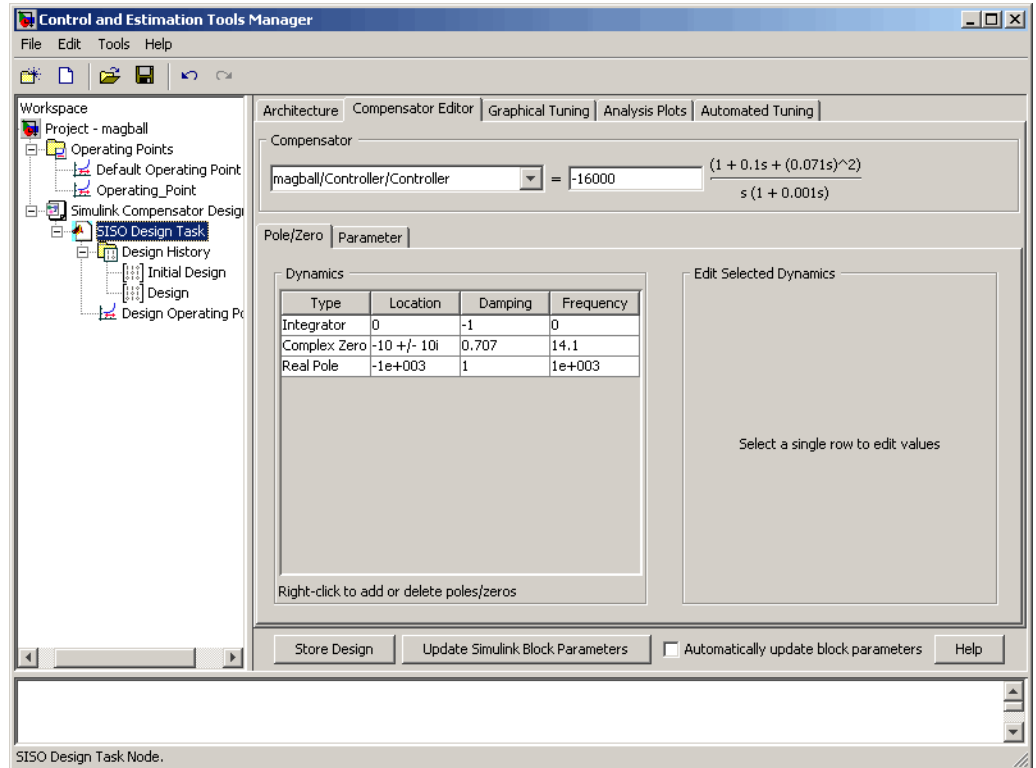 Control and Estimation Tools Manager
File Edit Tools Help
Workspace
Project - magball
Operating Points
Default Operating Point
Operating_Point
Simulink Compensator Desig
SISO Design Task
Design History
Initial Design
Design
Design Operating Po
Architecture Compensator Editor Graphical Tuning Analysis Plots Automated Tuning
Compensator
magball/Controller/Controller = -16000
(1 + 0.1s + (0.071s)^2)
s (1 + 0.001s)
Pole/Zero Parameter
Dynamics
Type Location Damping Frequency
Integrator 0 -1 0
Complex Zero -10 +/- 10i 0.707 14.1
Real Pole -1e+003 1 1e+003
Right-click to add or delete poles/zeros
Edit Selected Dynamics
Select a single row to edit values
Store Design Update Simulink Block Parameters Automatically update block parameters Help
SISO Design Task Node.